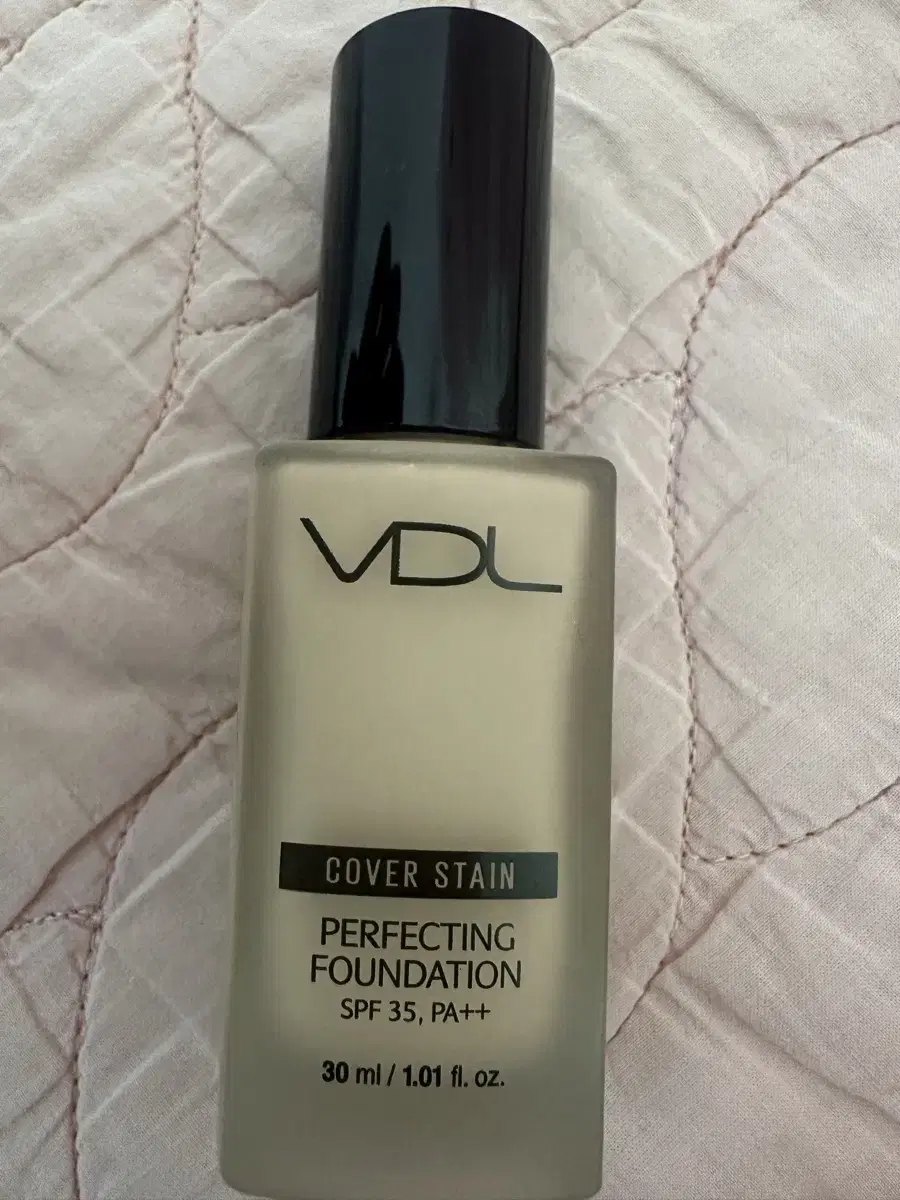 VDL
COVER STAIN
PERFECTING
FOUNDATION
SPF 35, PA++
30 ml / 1.01 fl. oz.